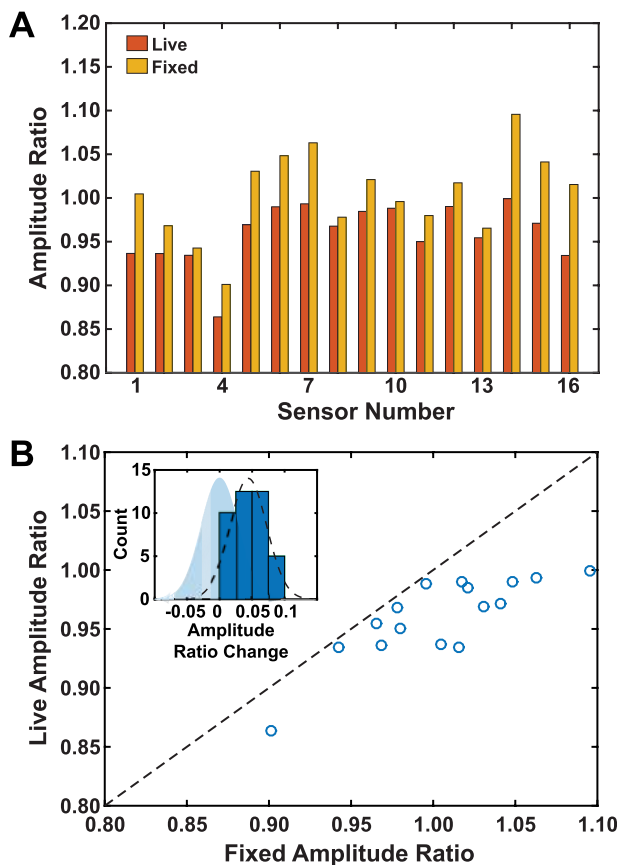 A
Amplitude Ratio
1.20
1.15
1.10
1.05
1.00
0.95
0.90
0.85
0.80
Live
Fixed
1 4 7 10 13 16
Sensor Number
B
Live Amplitude Ratio
1.10
1.05
1.00
0.95
0.90
0.85
0.80
Count
15
10
5
0
-0.05 0 0.05 0.1
Amplitude
Ratio Change
0.80 0.85 0.90 0.95 1.00 1.05 1.10
Fixed Amplitude Ratio